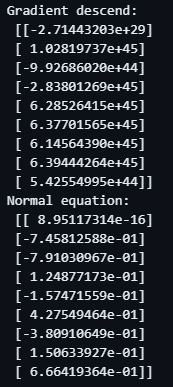 Gradient descend:
[[-2.71443203e+29]
[ 1.02819737e+45]
[-9.92686020e+44]
[-2.83801269e+45]
[ 6.28526415e+45]
[ 6.37701565e+45]
[ 6.14564390e+45]
[ 6.39444264e+45]
[ 5.42554995e+44]]
Normal equation:
[[ 8.95117314e-16]
[-7.45812588e-01]
[-7.91030967e-01]
[ 1.24877173e-01]
[-1.57471559e-01]
[ 4.27549464e-01]
[-3.80910649e-01]
[ 1.50633927e-01]
[ 6.66419364e-01]]